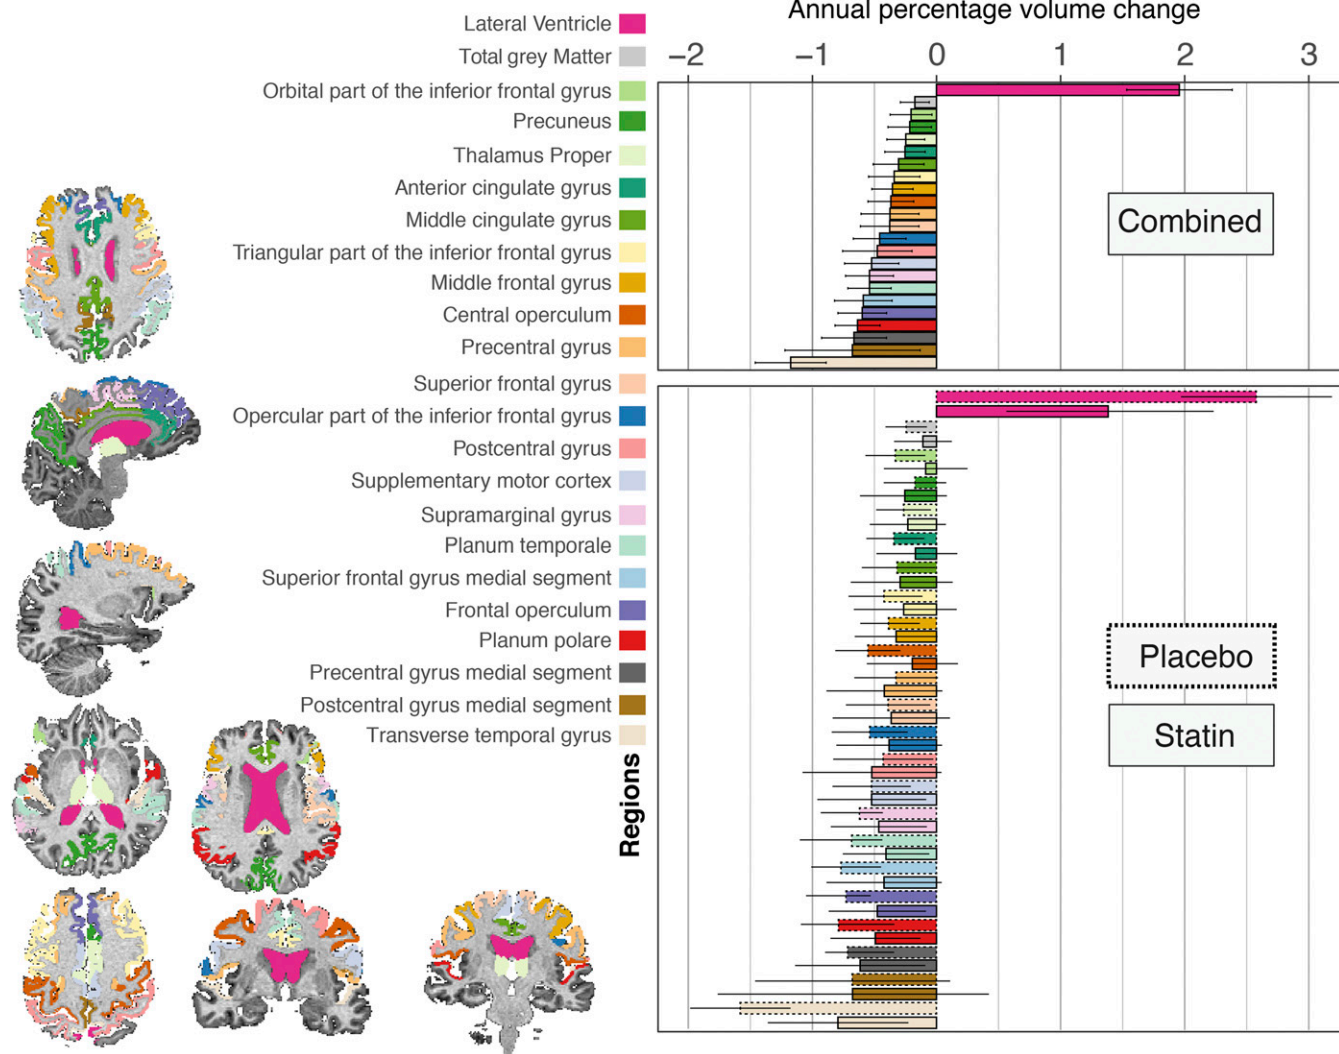 Annual percentage volume change
−2 −1 0 1 2 3
Lateral Ventricle
Total grey Matter
Orbital part of the inferior frontal gyrus
Precuneus
Thalamus Proper
Anterior cingulate gyrus
Middle cingulate gyrus
Triangular part of the inferior frontal gyrus
Middle frontal gyrus
Central operculum
Precentral gyrus
Superior frontal gyrus
Opercular part of the inferior frontal gyrus
Postcentral gyrus
Supplementary motor cortex
Supramarginal gyrus
Planum temporale
Superior frontal gyrus medial segment
Frontal operculum
Planum polare
Precentral gyrus medial segment
Postcentral gyrus medial segment
Transverse temporal gyrus
Regions
Combined
Placebo
Statin